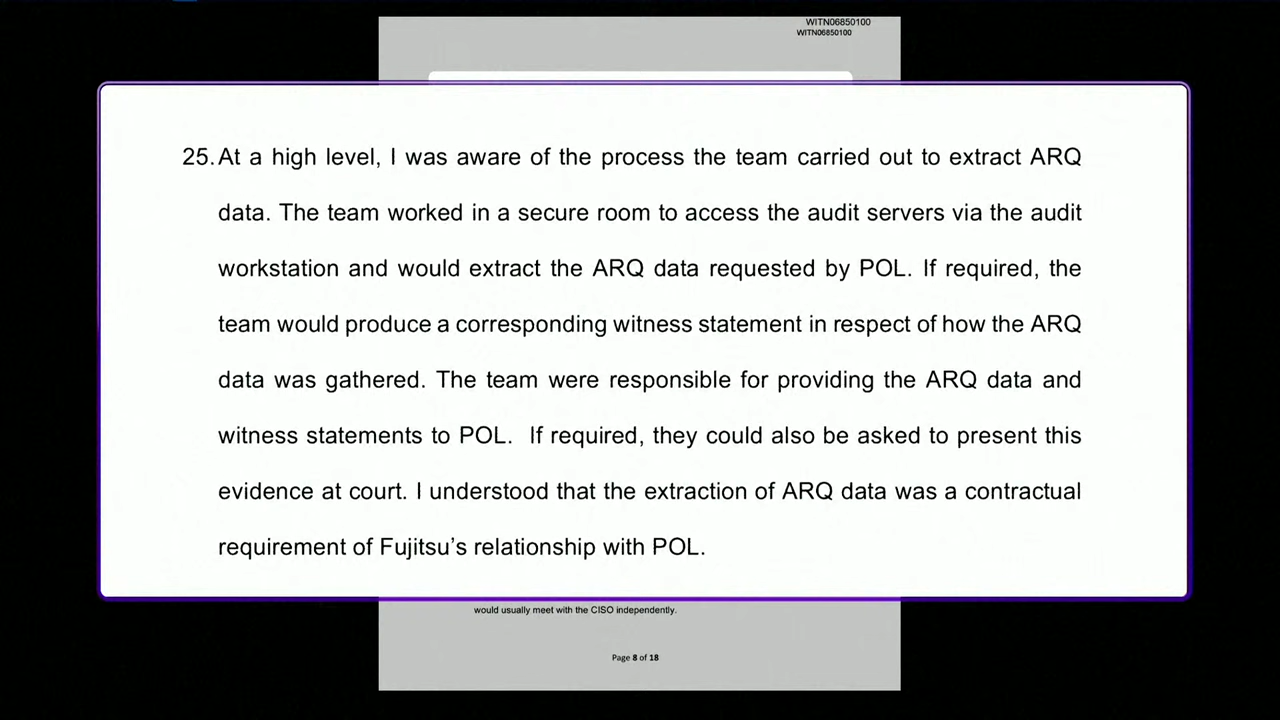 WITN06850100
WITN06850100
25. At a high level, I was aware of the process the team carried out to extract ARQ
data. The team worked in a secure room to access the audit servers via the audit
workstation and would extract the ARQ data requested by POL. If required, the
team would produce a corresponding witness statement in respect of how the ARQ
data was gathered. The team were responsible for providing the ARQ data and
witness statements to POL.  If required, they could also be asked to present this
evidence at court. I understood that the extraction of ARQ data was a contractual
requirement of Fujitsu’s relationship with POL.
would usually meet with the CISO independently.
Page 8 of 18